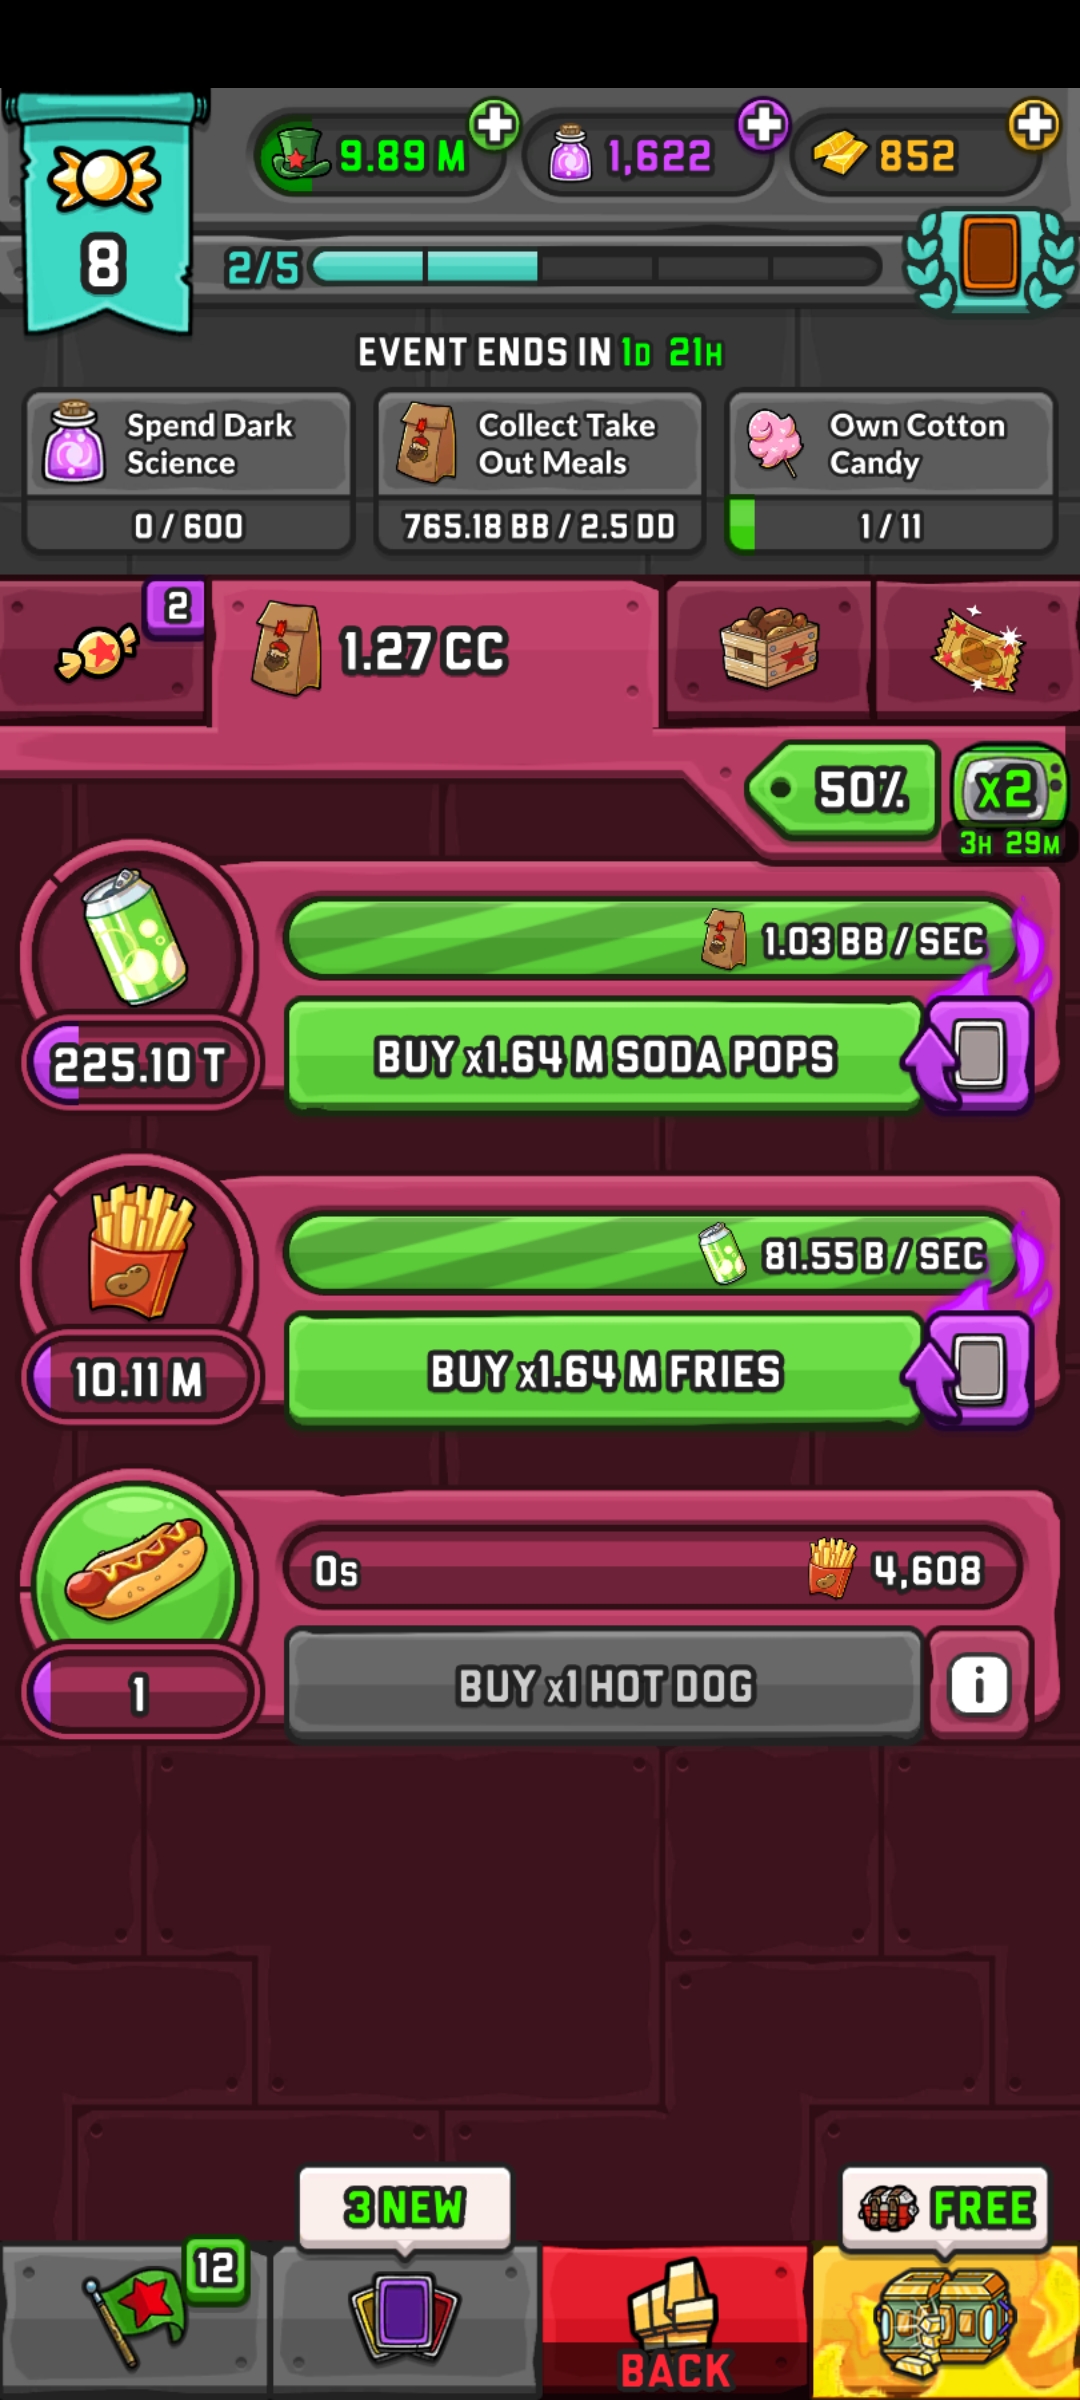 9.89 M
1,622
852
8
2/5
EVENT ENDS IN 1D 21H
Spend Dark
Science
0 / 600
Collect Take
Out Meals
765.18 BB / 2.5 DD
Own Cotton
Candy
1 / 11
2
1.27 CC
50%
x2
3H 29M
1.03 BB / SEC
225.10 T
BUY x1.64 M SODA POPS
81.55 B / SEC
10.11 M
BUY x1.64 M FRIES
0s
4,608
1
BUY x1 HOT DOG
i
3 NEW
FREE
12
BACK